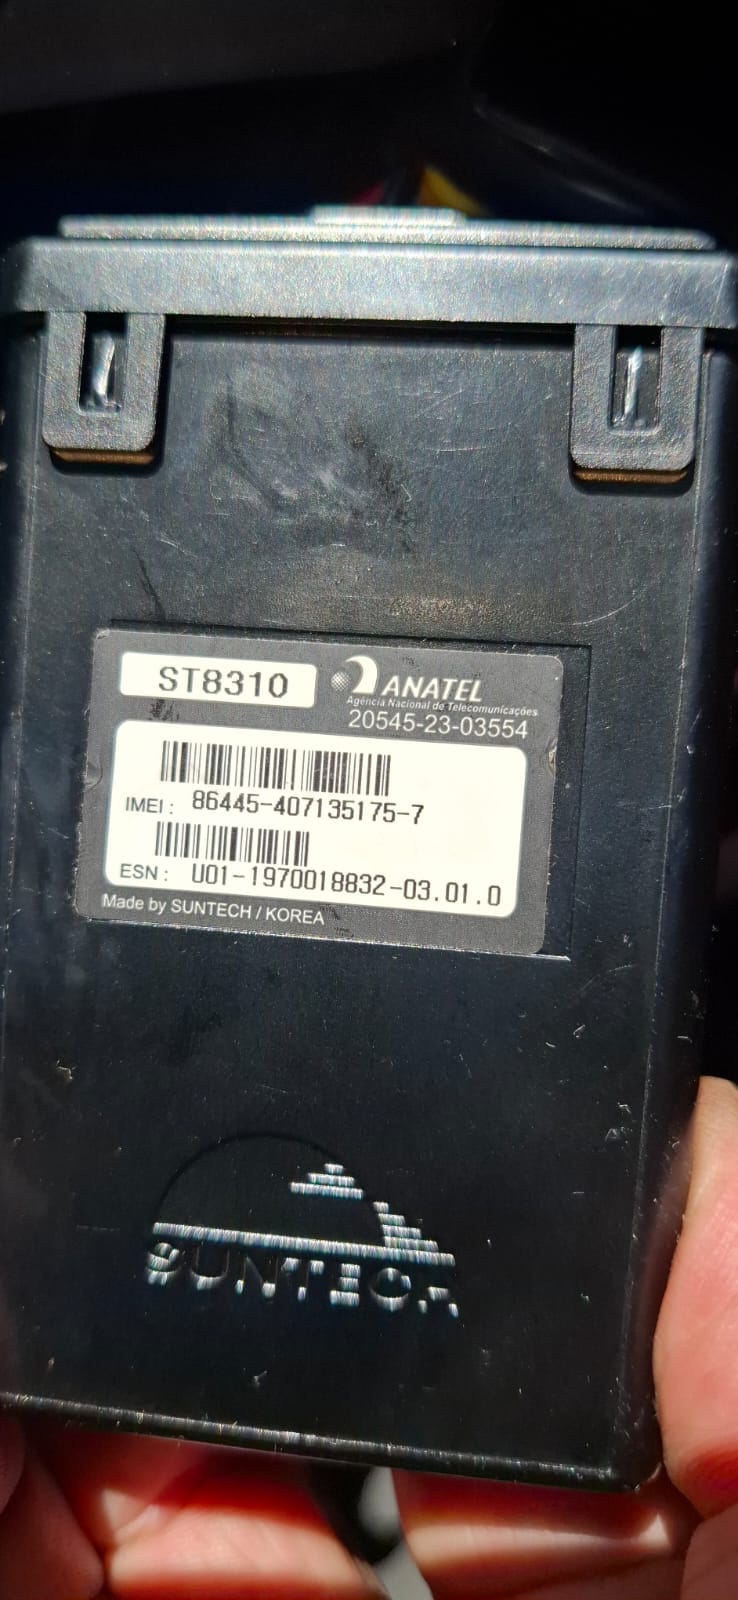 ST8310
ANATEL
Agência Nacional de Telecomunicações
20545-23-03554
IMEI : 86445-407135175-7
ESN : U01-1970018832-03.01.0
Made by SUNTECH / KOREA
SUNTECH